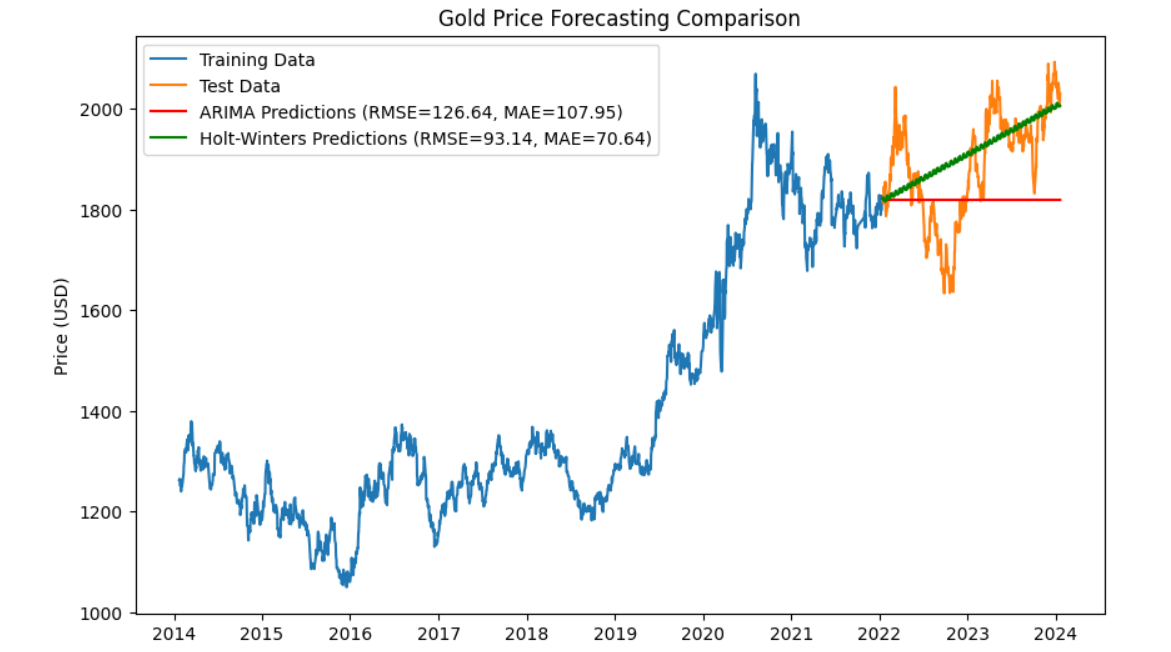 Gold Price Forecasting Comparison
Training Data
Test Data
ARIMA Predictions (RMSE=126.64, MAE=107.95)
Holt-Winters Predictions (RMSE=93.14, MAE=70.64)
Price (USD)
2000
1800
1600
1400
1200
1000
2014 2015 2016 2017 2018 2019 2020 2021 2022 2023 2024